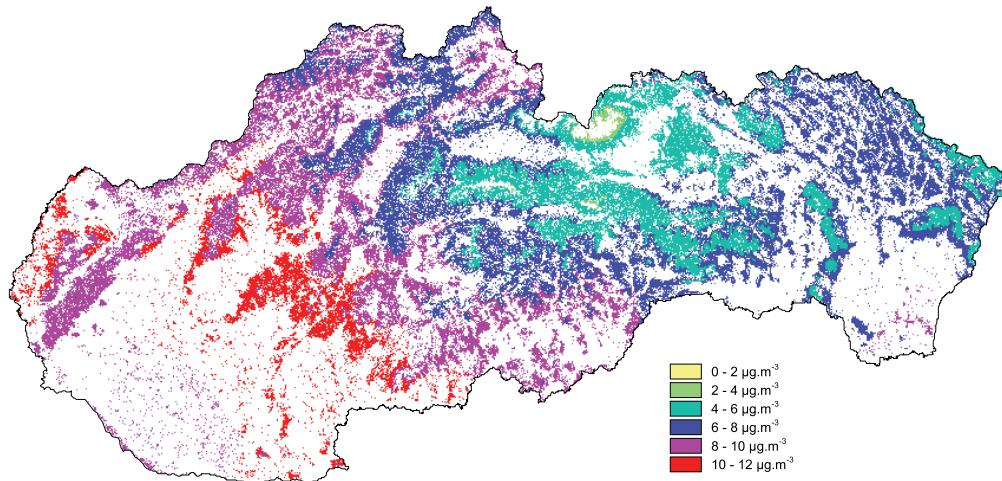 0 - 2 µg.m⁻³
2 - 4 µg.m⁻³
4 - 6 µg.m⁻³
6 - 8 µg.m⁻³
8 - 10 µg.m⁻³
10 - 12 µg.m⁻³